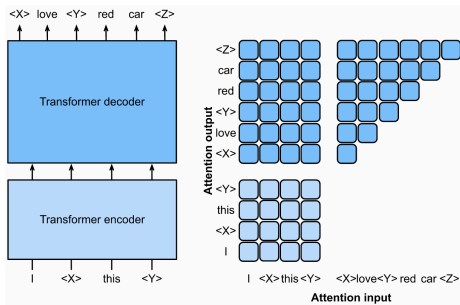 <X> love <Y> red car <Z>
Transformer decoder
Transformer encoder
I <X> this <Y>
Attention output
<Z>
car
red
<Y>
love
<X>
<Y>
this
<X>
I
I <X> this <Y> <X> love <Y> red car <Z>
Attention input